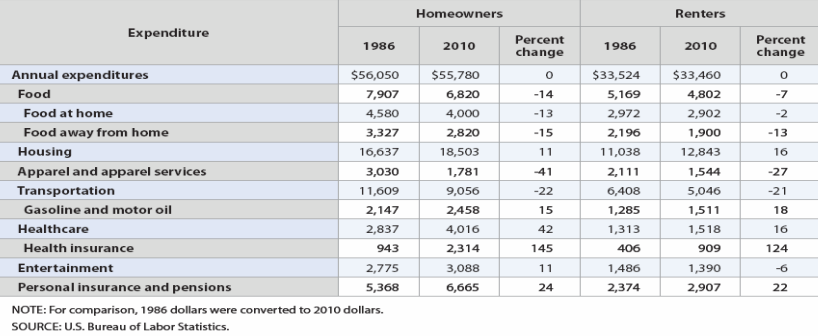 Expenditure Homeowners Renters
1986 2010 Percent change 1986 2010 Percent change
Annual expenditures $56,050 $55,780 0 $33,524 $33,460 0
Food 7,907 6,820 -14 5,169 4,802 -7
Food at home 4,580 4,000 -13 2,972 2,902 -2
Food away from home 3,327 2,820 -15 2,196 1,900 -13
Housing 16,637 18,503 11 11,038 12,843 16
Apparel and apparel services 3,030 1,781 -41 2,111 1,544 -27
Transportation 11,609 9,056 -22 6,408 5,046 -21
Gasoline and motor oil 2,147 2,458 15 1,285 1,511 18
Healthcare 2,837 4,016 42 1,313 1,518 16
Health insurance 943 2,314 145 406 909 124
Entertainment 2,775 3,088 11 1,486 1,390 -6
Personal insurance and pensions 5,368 6,665 24 2,374 2,907 22
NOTE: For comparison, 1986 dollars were converted to 2010 dollars.
SOURCE: U.S. Bureau of Labor Statistics.